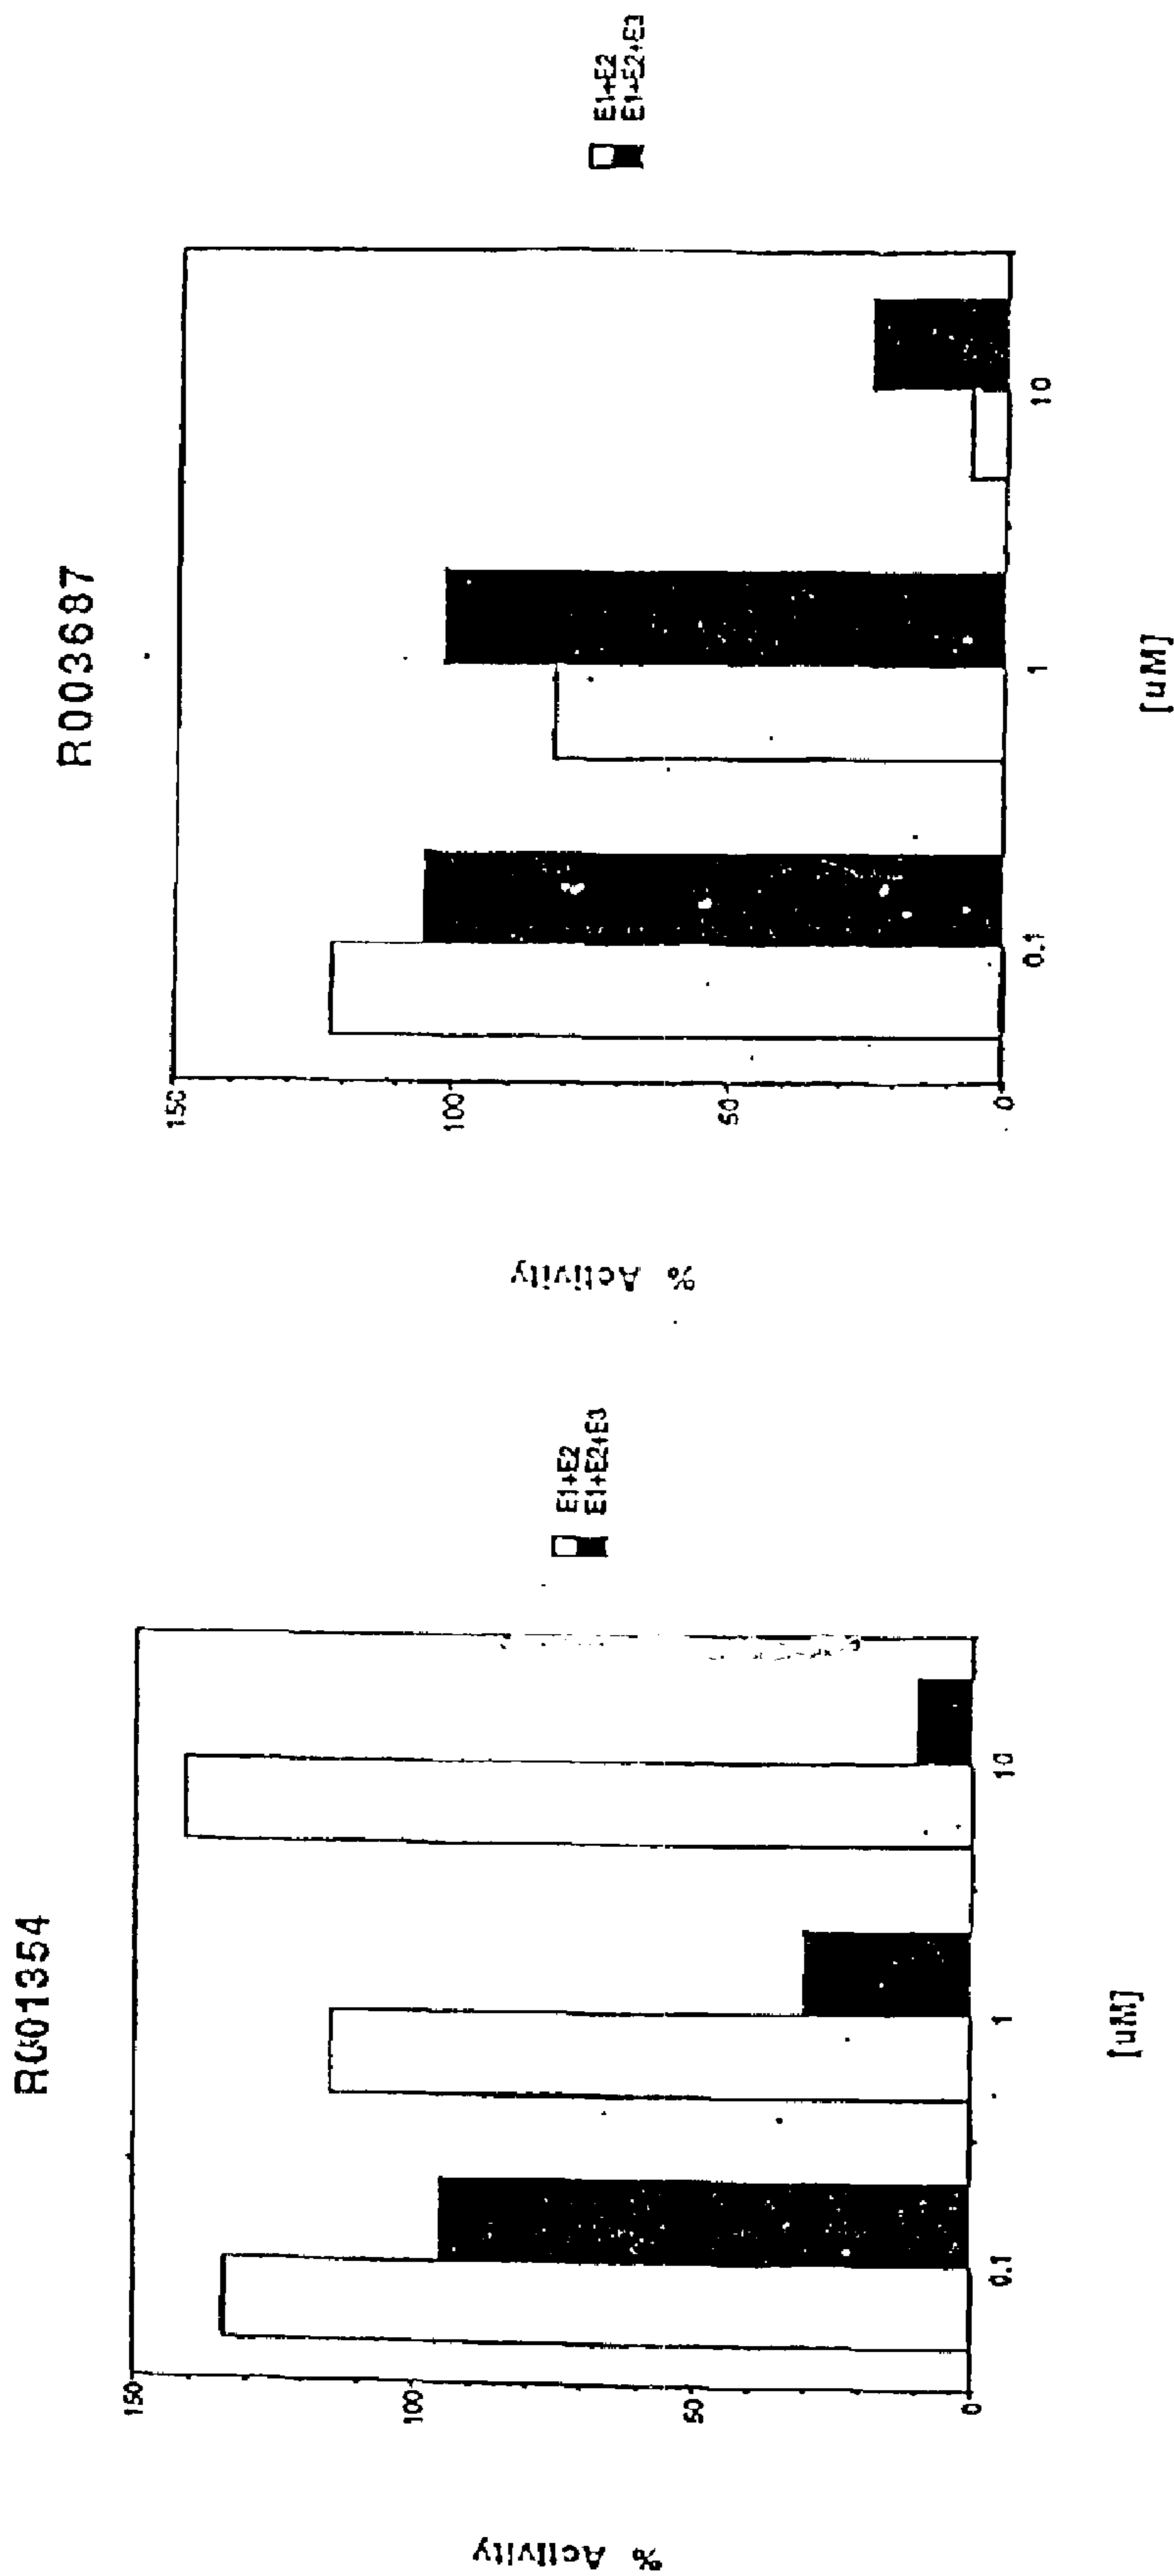 R001354
% Activity
150
100
50
0
0.1
1
10
[uM]
E1+E2
E1+E2+E3
R003687
% Activity
150
100
50
0
0.1
1
10
[uM]
E1+E2
E1+E2+E3